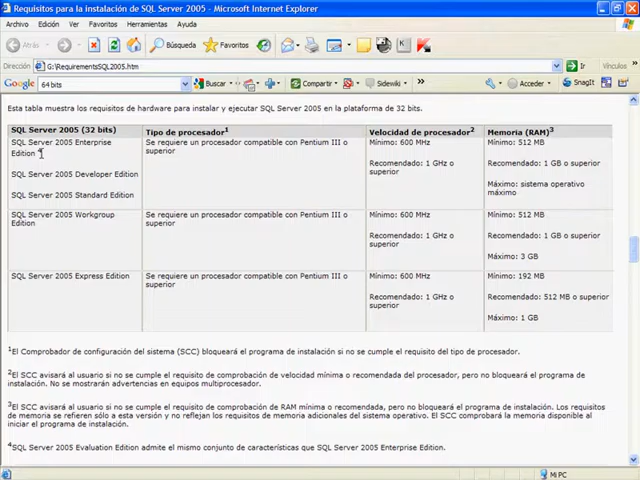 Requisitos para la instalación de SQL Server 2005 - Microsoft Internet Explorer
Archivo Edición Ver Favoritos Herramientas Ayuda
Atrás Búsqueda Favoritos
Dirección G:\RequirementsSQL2005.htm Ir
Google 64 bits Buscar Compartir Sidewiki » Acceder SnagIt
Esta tabla muestra los requisitos de hardware para instalar y ejecutar SQL Server 2005 en la plataforma de 32 bits.
SQL Server 2005 (32 bits) Tipo de procesador1 Velocidad de procesador2 Memoria (RAM)3
SQL Server 2005 Enterprise Edition 4
SQL Server 2005 Developer Edition
SQL Server 2005 Standard Edition
Se requiere un procesador compatible con Pentium III o superior
Mínimo: 600 MHz
Recomendado: 1 GHz o superior
Mínimo: 512 MB
Recomendado: 1 GB o superior
Máximo: sistema operativo máximo
SQL Server 2005 Workgroup Edition
Se requiere un procesador compatible con Pentium III o superior
Mínimo: 600 MHz
Recomendado: 1 GHz o superior
Mínimo: 512 MB
Recomendado: 1 GB o superior
Máximo: 3 GB
SQL Server 2005 Express Edition
Se requiere un procesador compatible con Pentium III o superior
Mínimo: 600 MHz
Recomendado: 1 GHz o superior
Mínimo: 192 MB
Recomendado: 512 MB o superior
Máximo: 1 GB
1El Comprobador de configuración del sistema (SCC) bloqueará el programa de instalación si no se cumple el requisito del tipo de procesador.
2El SCC avisará al usuario si no se cumple el requisito de comprobación de velocidad mínima o recomendada del procesador, pero no bloqueará el programa de
instalación. No se mostrarán advertencias en equipos multiprocesador.
3El SCC avisará al usuario si no se cumple el requisito de comprobación de RAM mínima o recomendada, pero no bloqueará el programa de instalación. Los requisitos
de memoria se refieren sólo a esta versión y no reflejan los requisitos de memoria adicionales del sistema operativo. El SCC comprobará la memoria disponible al
iniciar el programa de instalación.
4SQL Server 2005 Evaluation Edition admite el mismo conjunto de características que SQL Server 2005 Enterprise Edition.
Mi PC